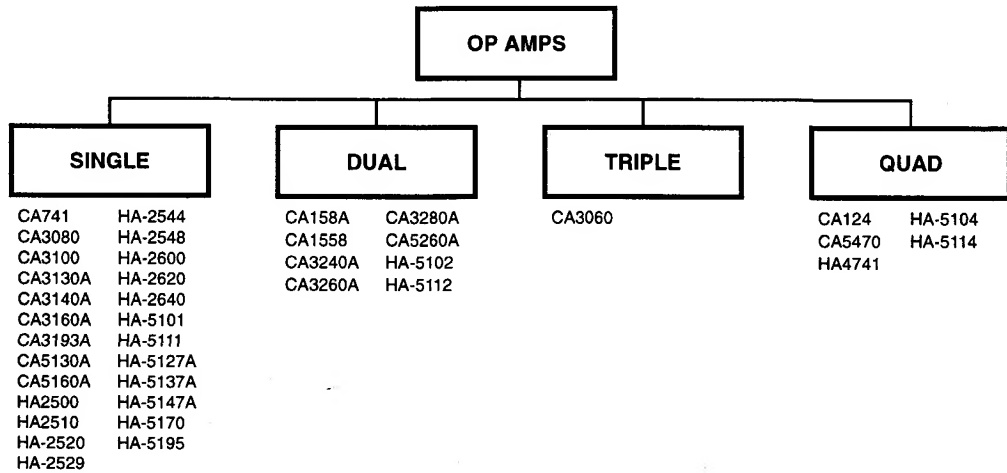 OP AMPS
SINGLE
CA741 HA-2544
CA3080 HA-2548
CA3100 HA-2600
CA3130A HA-2620
CA3140A HA-2640
CA3160A HA-5101
CA3193A HA-5111
CA5130A HA-5127A
CA5160A HA-5137A
HA2500 HA-5147A
HA2510 HA-5170
HA-2520 HA-5195
HA-2529
DUAL
CA158A CA3280A
CA1558 CA5260A
CA3240A HA-5102
CA3260A HA-5112
TRIPLE
CA3060
QUAD
CA124 HA-5104
CA5470 HA-5114
HA4741